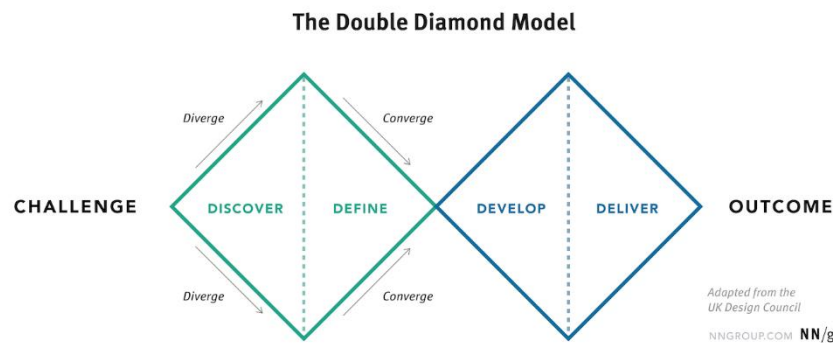 The Double Diamond Model
Diverge
Converge
CHALLENGE
DISCOVER
DEFINE
DEVELOP
DELIVER
OUTCOME
Diverge
Converge
Adapted from the
UK Design Council
NNGROUP.COM NN/g